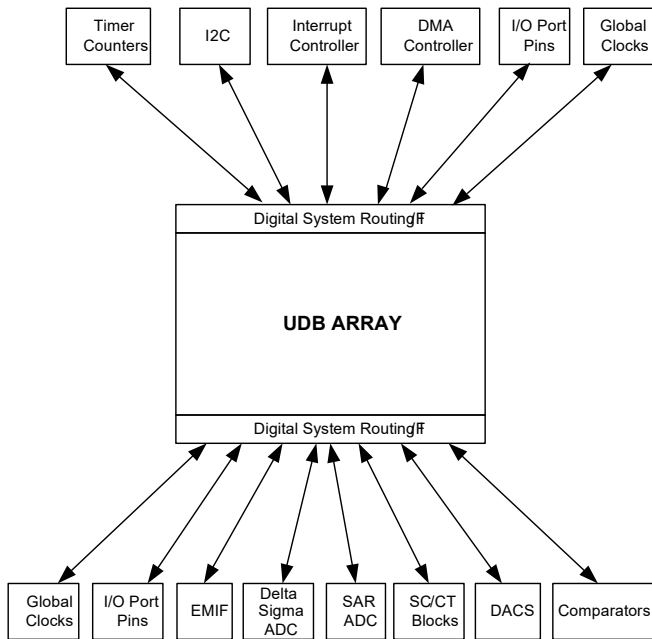 Timer
Counters
I2C
Interrupt
Controller
DMA
Controller
I/O Port
Pins
Global
Clocks
Digital System Routing I/F
UDB ARRAY
Digital System Routing I/F
Global
Clocks
I/O Port
Pins
EMIF
Delta
Sigma
ADC
SAR
ADC
SC/CT
Blocks
DACS
Comparators